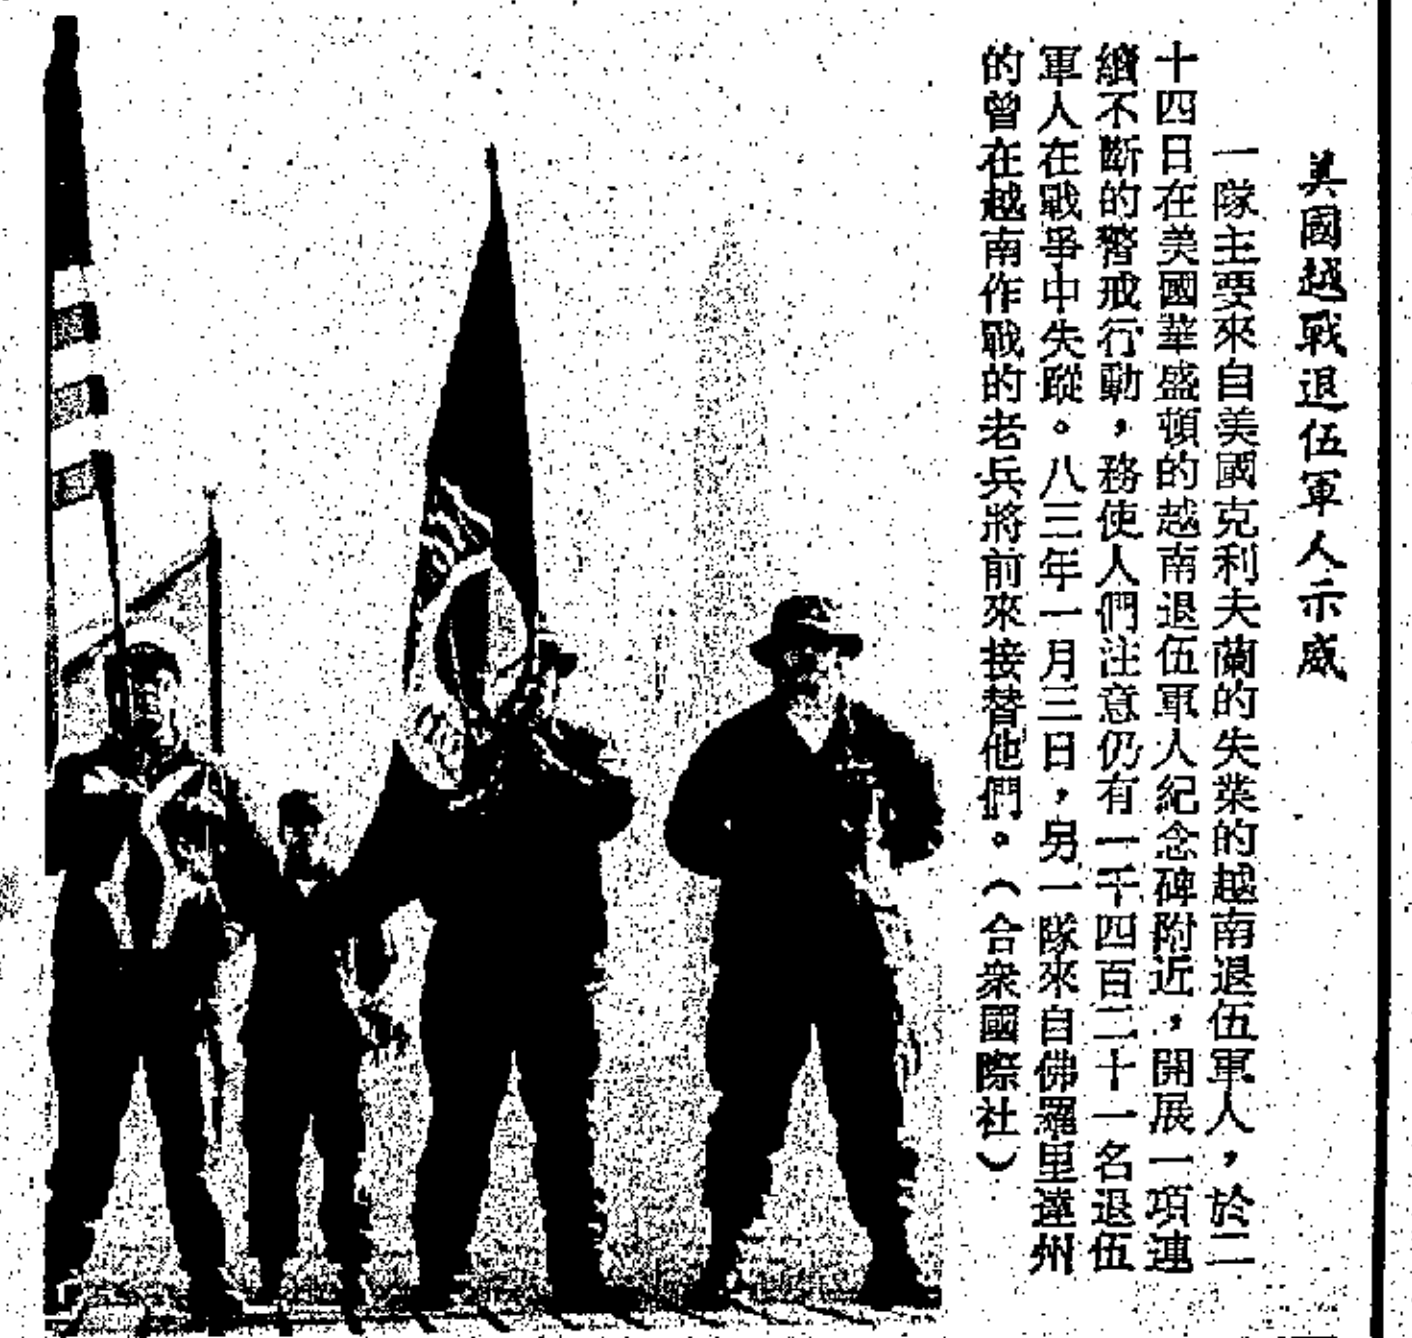 美國越戰退伍軍人示威
一隊主要來自美國克利夫蘭的失業的越南退伍軍人，於二
十四日在美國華盛頓的越南退伍軍人紀念碑附近，開展一項連
續不斷的警戒行動，務使人們注意仍有一千四百二十一名退伍
軍人在戰爭中失蹤。八三年一月三日，另一隊來自佛羅里達州
的曾在越南作戰的老兵將前來接替他們。（合衆國際社）